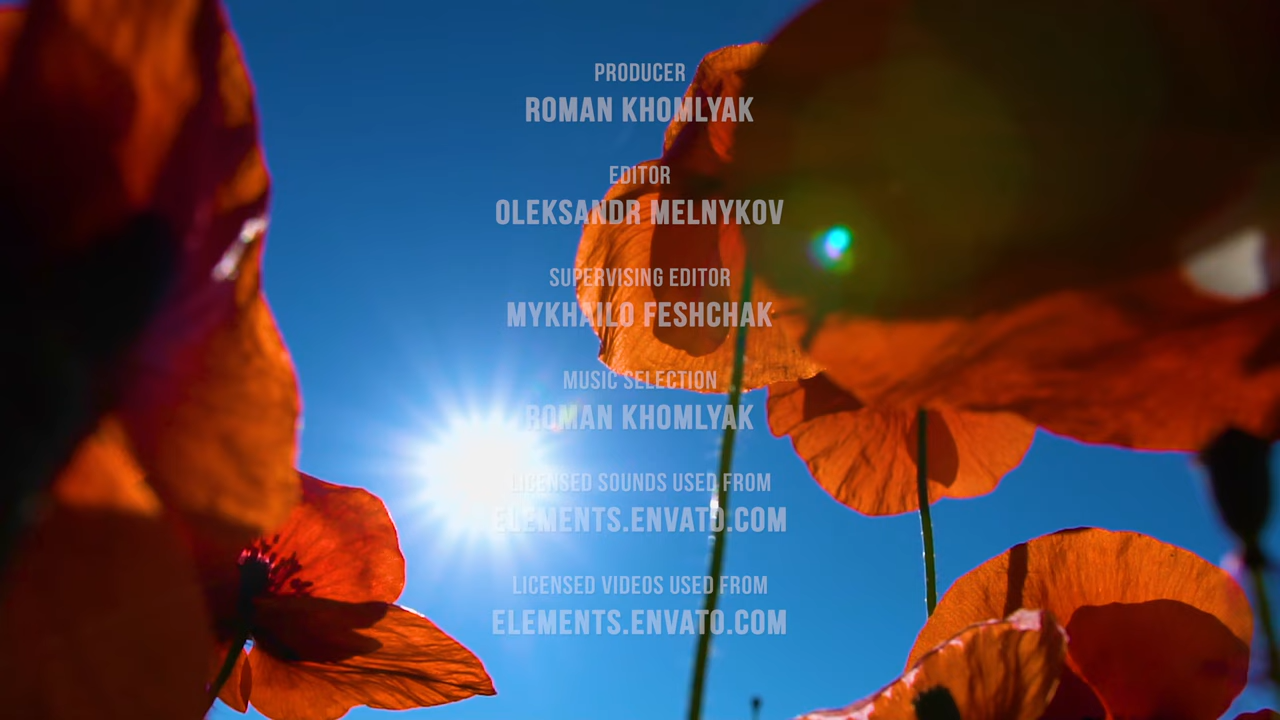 PRODUCER
ROMAN KHOMLYAK
EDITOR
OLEKSANDR MELNYKOV
SUPERVISING EDITOR
MYKHAILO FESHCHAK
MUSIC SELECTION
ROMAN KHOMLYAK
LICENSED SOUNDS USED FROM
ELEMENTS.ENVATO.COM
LICENSED VIDEOS USED FROM
ELEMENTS.ENVATO.COM